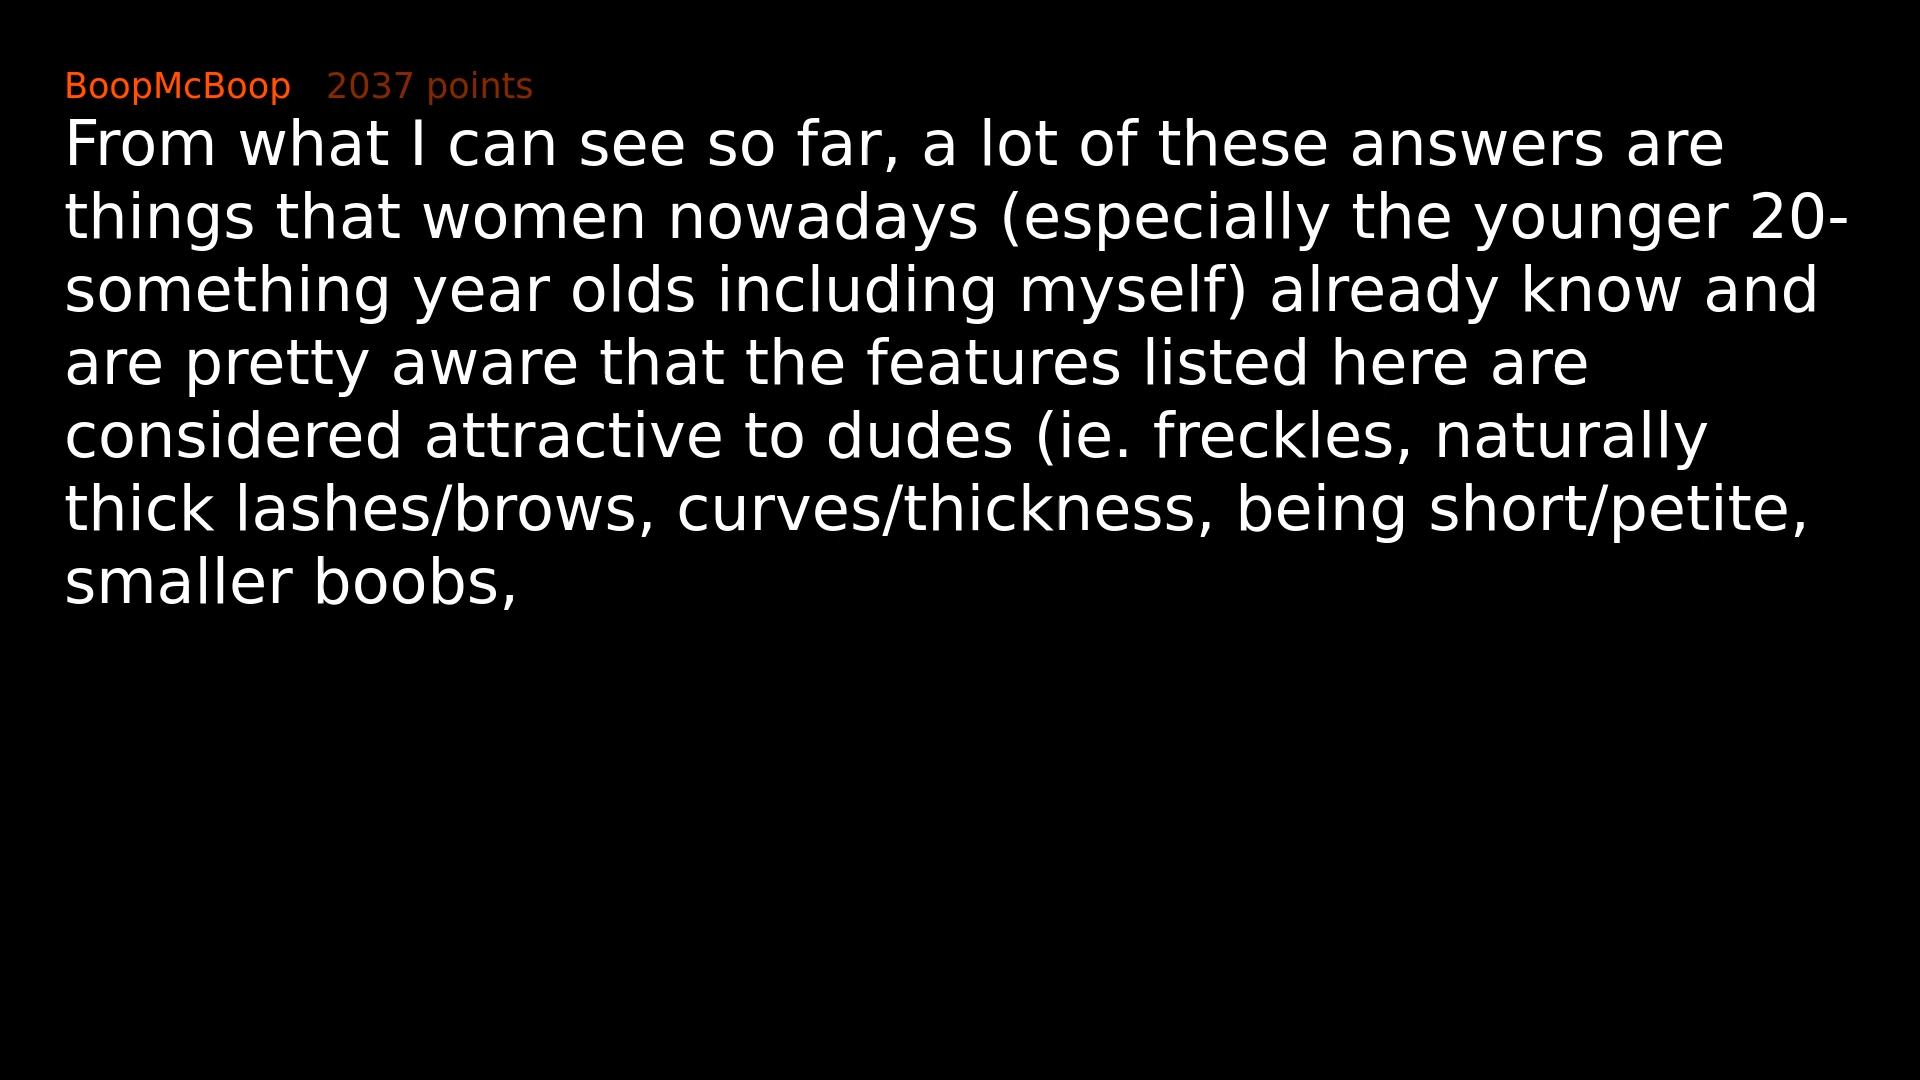 BoopMcBoop 2037 points
From what I can see so far, a lot of these answers are
things that women nowadays (especially the younger 20-
something year olds including myself) already know and
are pretty aware that the features listed here are
considered attractive to dudes (ie. freckles, naturally
thick lashes/brows, curves/thickness, being short/petite,
smaller boobs,